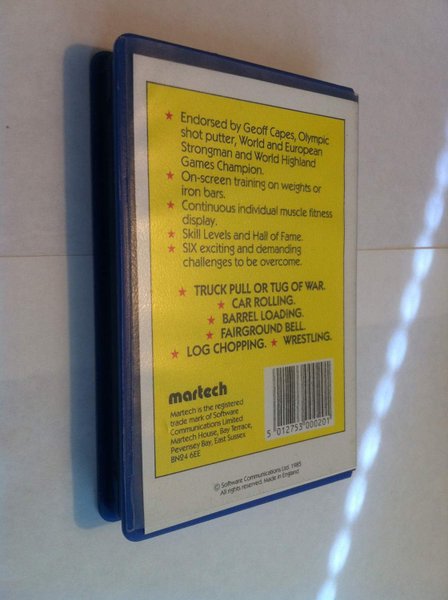 ★ Endorsed by Geoff Capes, Olympic
shot putter, World and European
Strongman and World Highland
Games Champion.
★ On-screen training on weights or
iron bars.
★ Continuous individual muscle fitness
display.
★ Skill Levels and Hall of Fame.
★ SIX exciting and demanding
challenges to be overcome.
★ TRUCK PULL OR TUG OF WAR.
★ CAR ROLLING.
★ BARREL LOADING.
★ FAIRGROUND BELL.
★ LOG CHOPPING. ★ WRESTLING.
martech
Martech is the registered
trade mark of Software
Communications Limited
Martech House, Bay Terrace,
Pevensey Bay, East Sussex
BN24 6EE
5 012753 000201
© Software Communications Ltd. 1985
All rights reserved. Made in England